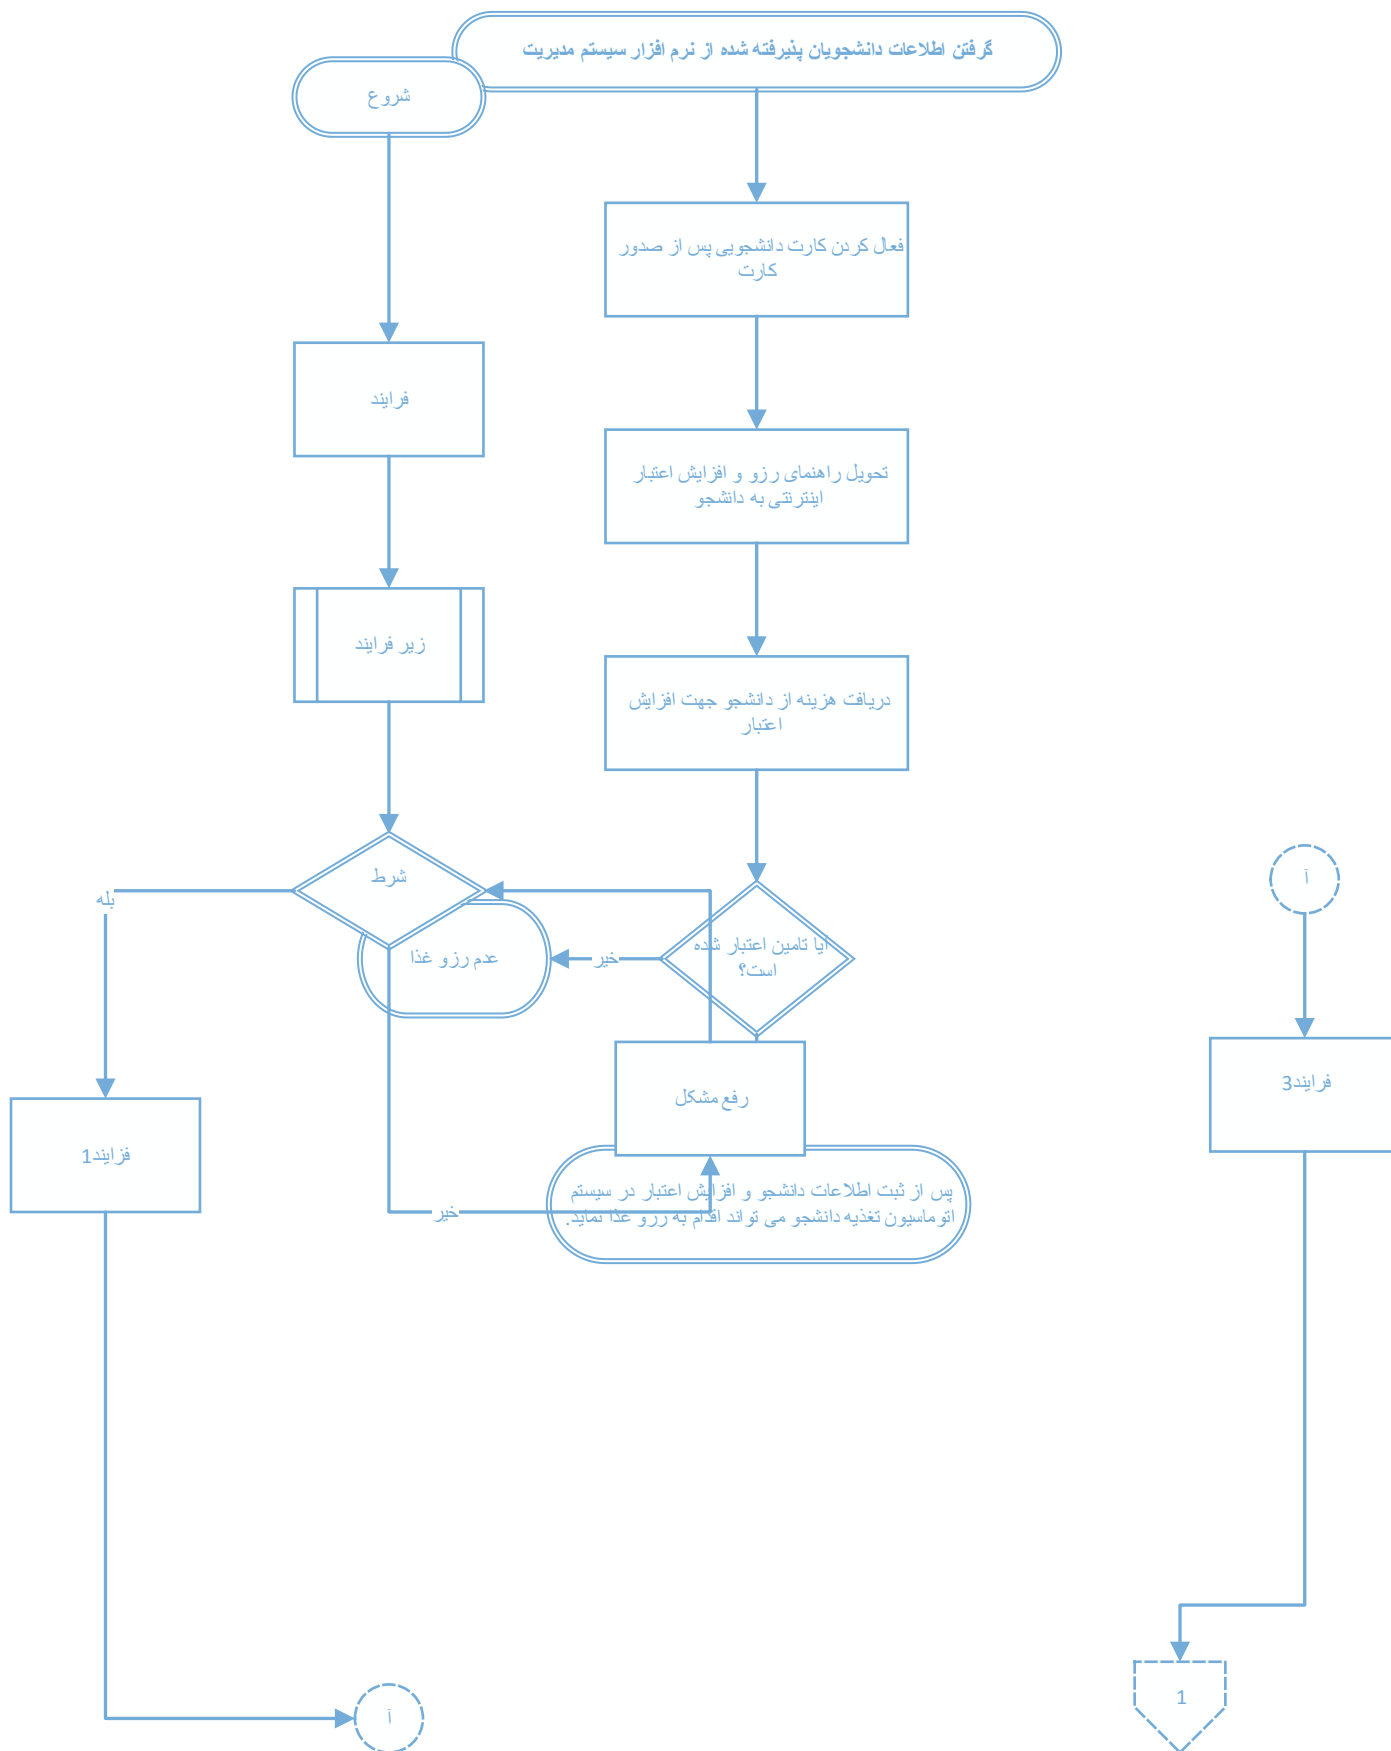 گرفتن اطلاعات دانشجویان پذیرفته شده از نرم افزار سیستم مدیریت
شروع
فعال کردن کارت دانشجویی پس از صدور
کارت
فرایند
تحویل راهنمای رزو و افزایش اعتبار
اینترنتی به دانشجو
زیر فرایند
دریافت هزینه از دانشجو جهت افزایش
اعتبار
شرط
بله
آ
آیا تامین اعتبار شده
است؟
خیر
عدم رزو غذا
فرایند3
رفع مشکل
فزایند1
پس از ثبت اطلاعات دانشجو و افزایش اعتبار در سیستم
اتوماسیون تغذیه دانشجو می تواند اقدام به رزو غذا نماید.
خیر
آ
1